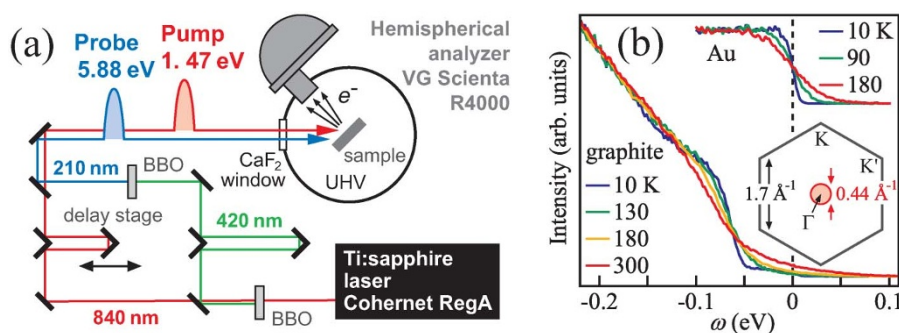 (a)
Probe
5.88 eV
Pump
1.47 eV
Hemispherical
analyzer
VG Scienta
R4000
e-
sample
UHV
CaF2
window
210 nm
BBO
420 nm
delay stage
840 nm
BBO
Ti:sapphire
laser
Cohernet RegA
(b)
Intensity (arb. units)
Au
10 K
90
180
graphite
10 K
130
180
300
K
K'
1.7 Å-1
0.44 Å-1
Γ
-0.2
-0.1
0
0.1
ω (eV)